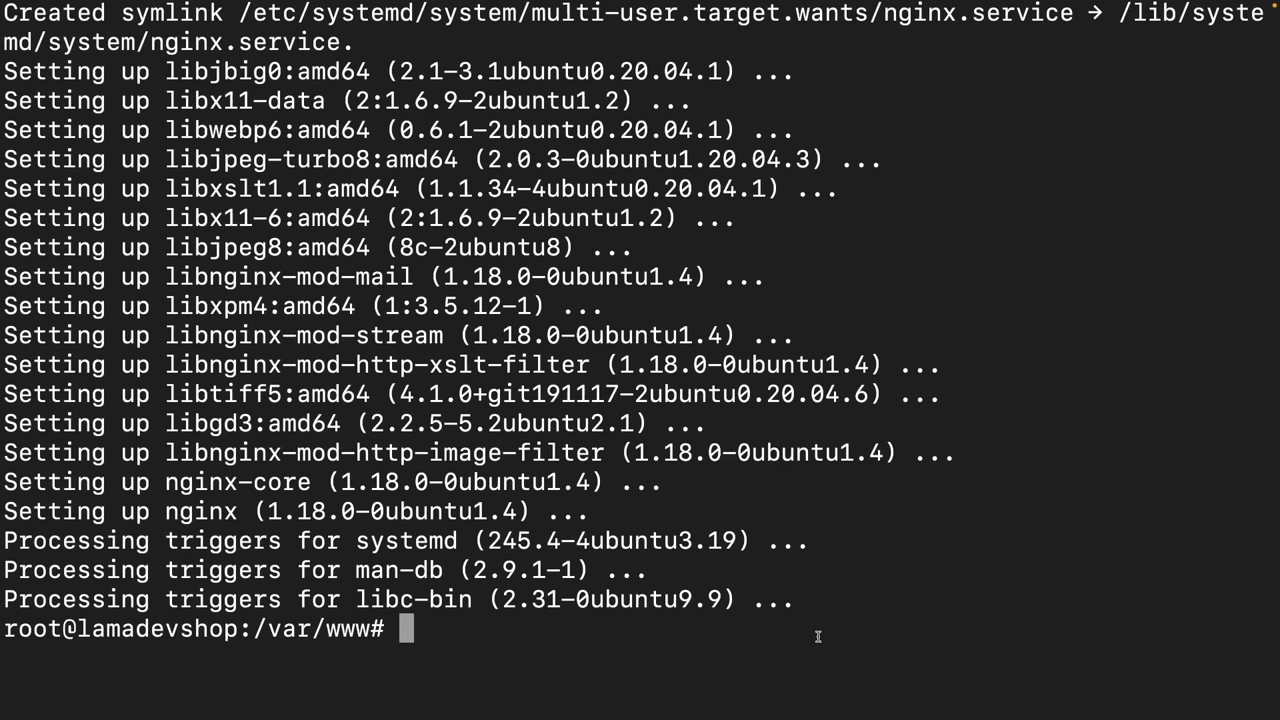 Created symlink /etc/systemd/system/multi-user.target.wants/nginx.service → /lib/syste
md/system/nginx.service.
Setting up libjbig0:amd64 (2.1-3.1ubuntu0.20.04.1) ...
Setting up libx11-data (2:1.6.9-2ubuntu1.2) ...
Setting up libwebp6:amd64 (0.6.1-2ubuntu0.20.04.1) ...
Setting up libjpeg-turbo8:amd64 (2.0.3-0ubuntu1.20.04.3) ...
Setting up libxslt1.1:amd64 (1.1.34-4ubuntu0.20.04.1) ...
Setting up libx11-6:amd64 (2:1.6.9-2ubuntu1.2) ...
Setting up libjpeg8:amd64 (8c-2ubuntu8) ...
Setting up libnginx-mod-mail (1.18.0-0ubuntu1.4) ...
Setting up libxpm4:amd64 (1:3.5.12-1) ...
Setting up libnginx-mod-stream (1.18.0-0ubuntu1.4) ...
Setting up libnginx-mod-http-xslt-filter (1.18.0-0ubuntu1.4) ...
Setting up libtiff5:amd64 (4.1.0+git191117-2ubuntu0.20.04.6) ...
Setting up libgd3:amd64 (2.2.5-5.2ubuntu2.1) ...
Setting up libnginx-mod-http-image-filter (1.18.0-0ubuntu1.4) ...
Setting up nginx-core (1.18.0-0ubuntu1.4) ...
Setting up nginx (1.18.0-0ubuntu1.4) ...
Processing triggers for systemd (245.4-4ubuntu3.19) ...
Processing triggers for man-db (2.9.1-1) ...
Processing triggers for libc-bin (2.31-0ubuntu9.9) ...
root@lamadevshop:/var/www#